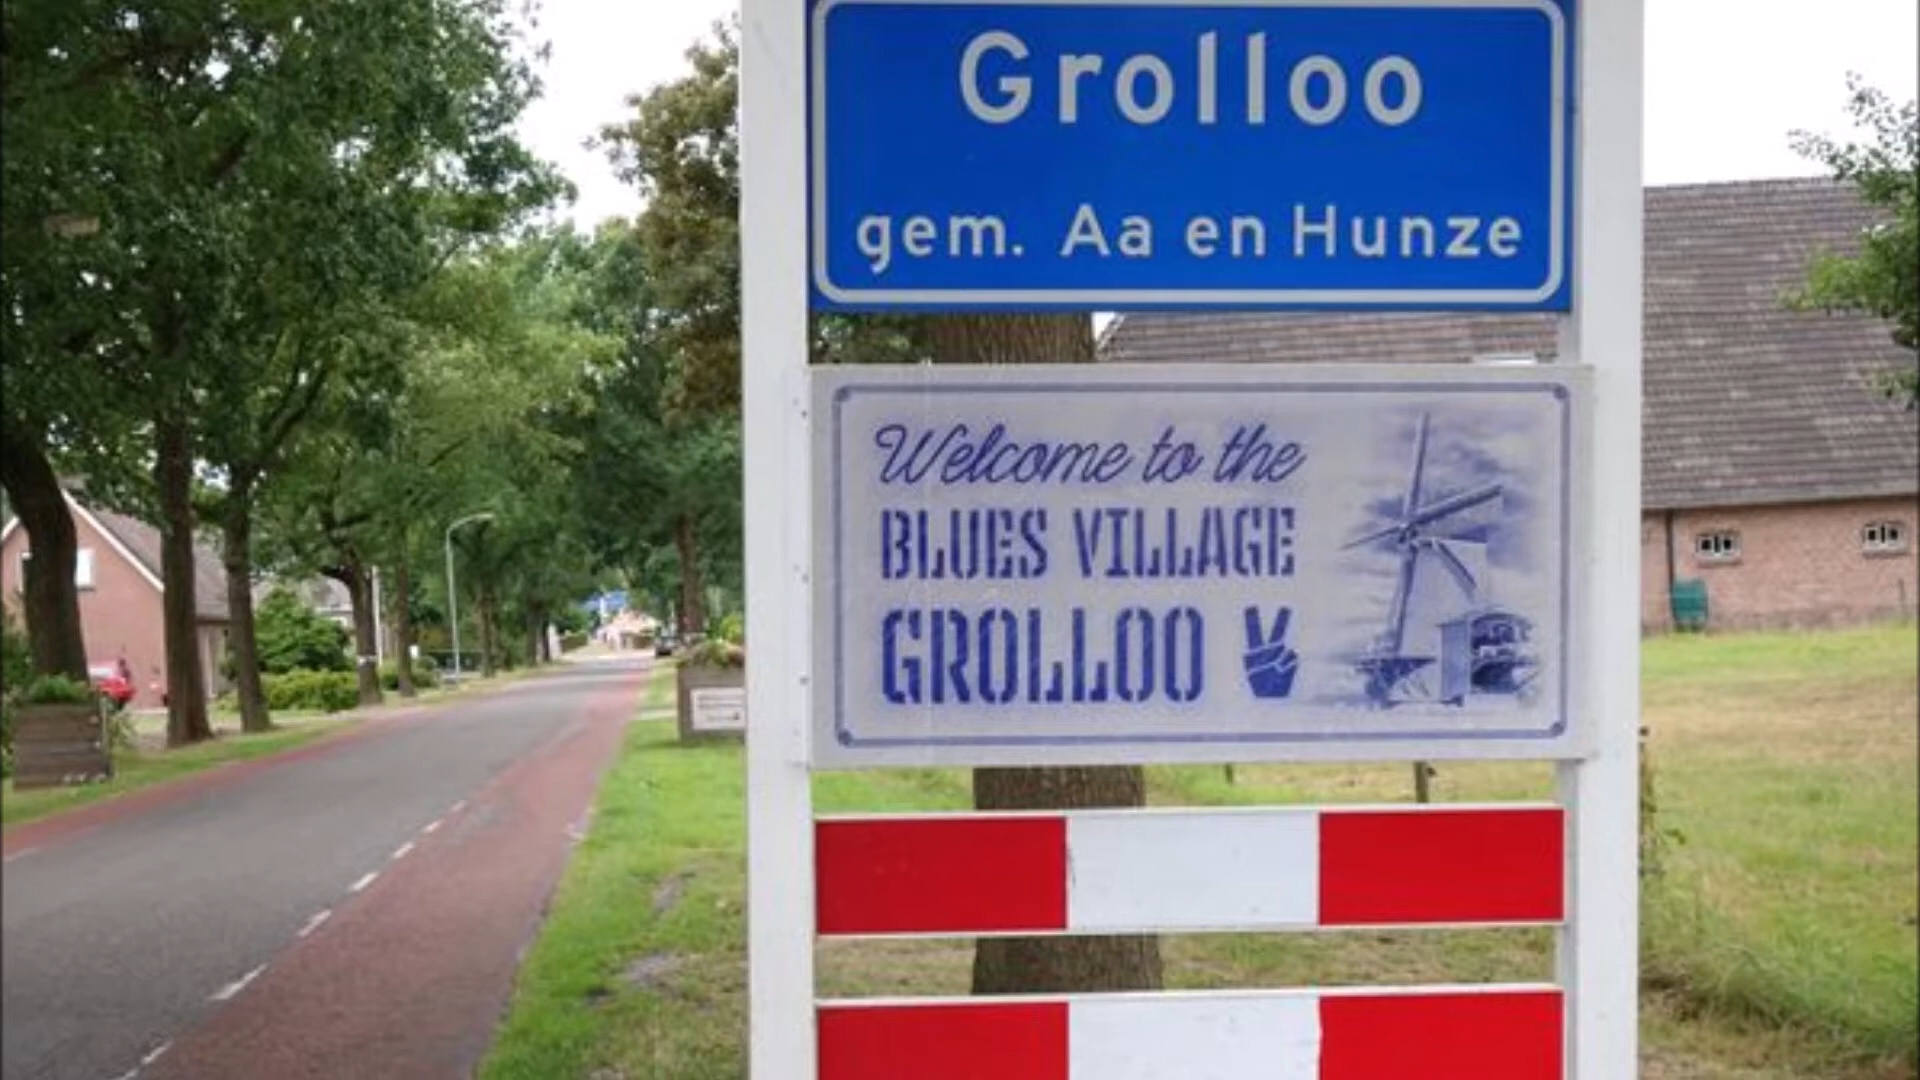 Grolloo
gem. Aa en Hunze
Welcome to the
BLUES VILLAGE
GROLLOO